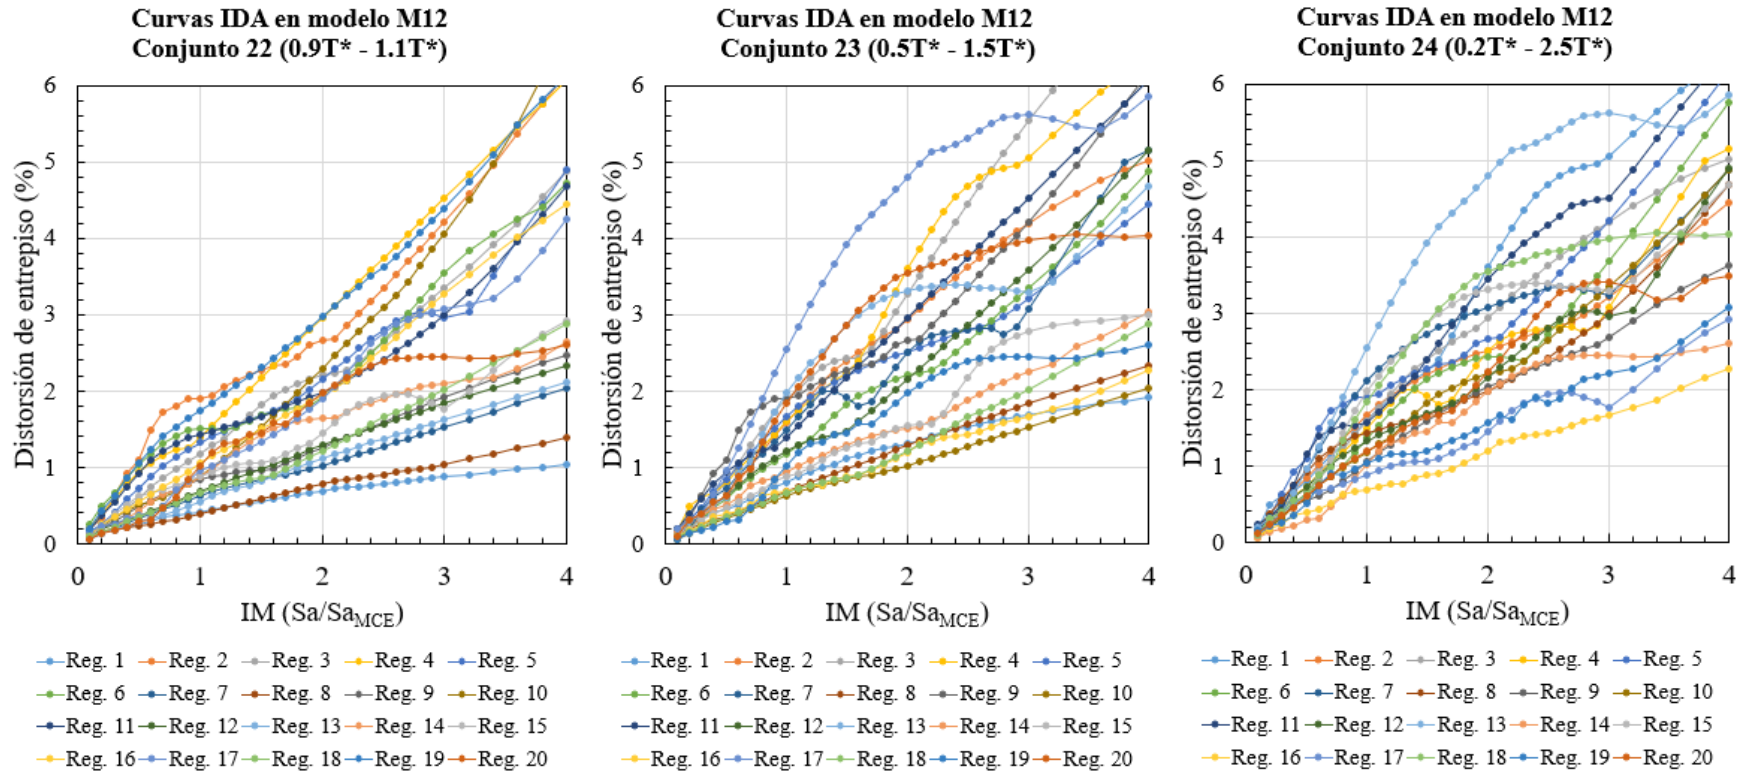 Curvas IDA en modelo M12
Conjunto 22 (0.9T* - 1.1T*)
6
5
4
3
2
1
0
Distorsión de entrepiso (%)
0 1 2 3 4
IM (Sa/SaMCE)
Reg. 1 Reg. 2 Reg. 3 Reg. 4 Reg. 5
Reg. 6 Reg. 7 Reg. 8 Reg. 9 Reg. 10
Reg. 11 Reg. 12 Reg. 13 Reg. 14 Reg. 15
Reg. 16 Reg. 17 Reg. 18 Reg. 19 Reg. 20
Curvas IDA en modelo M12
Conjunto 23 (0.5T* - 1.5T*)
6
5
4
3
2
1
0
Distorsión de entrepiso (%)
0 1 2 3 4
IM (Sa/SaMCE)
Reg. 1 Reg. 2 Reg. 3 Reg. 4 Reg. 5
Reg. 6 Reg. 7 Reg. 8 Reg. 9 Reg. 10
Reg. 11 Reg. 12 Reg. 13 Reg. 14 Reg. 15
Reg. 16 Reg. 17 Reg. 18 Reg. 19 Reg. 20
Curvas IDA en modelo M12
Conjunto 24 (0.2T* - 2.5T*)
6
5
4
3
2
1
0
Distorsión de entrepiso (%)
0 1 2 3 4
IM (Sa/SaMCE)
Reg. 1 Reg. 2 Reg. 3 Reg. 4 Reg. 5
Reg. 6 Reg. 7 Reg. 8 Reg. 9 Reg. 10
Reg. 11 Reg. 12 Reg. 13 Reg. 14 Reg. 15
Reg. 16 Reg. 17 Reg. 18 Reg. 19 Reg. 20